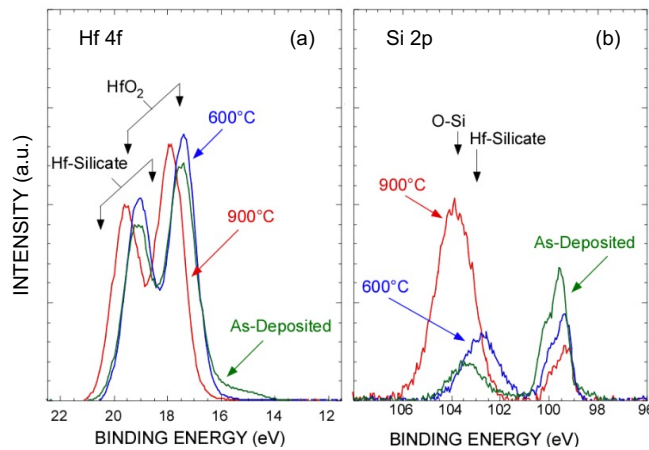 Hf 4f
(a)
HfO2
600°C
Hf-Silicate
900°C
As-Deposited
INTENSITY (a.u.)
22 20 18 16 14 12
BINDING ENERGY (eV)
Si 2p
(b)
O-Si
Hf-Silicate
900°C
As-Deposited
600°C
106 104 102 100 98 96
BINDING ENERGY (eV)